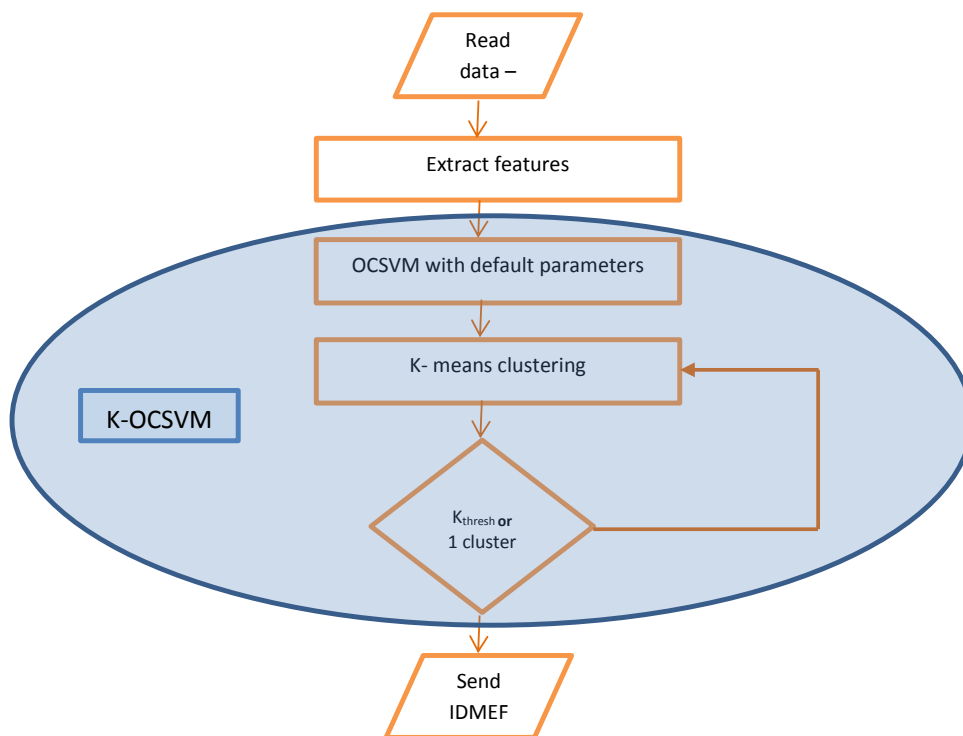 Read
data –
Extract features
OCSVM with default parameters
K- means clustering
K-OCSVM
Kthresh or
1 cluster
Send
IDMEF